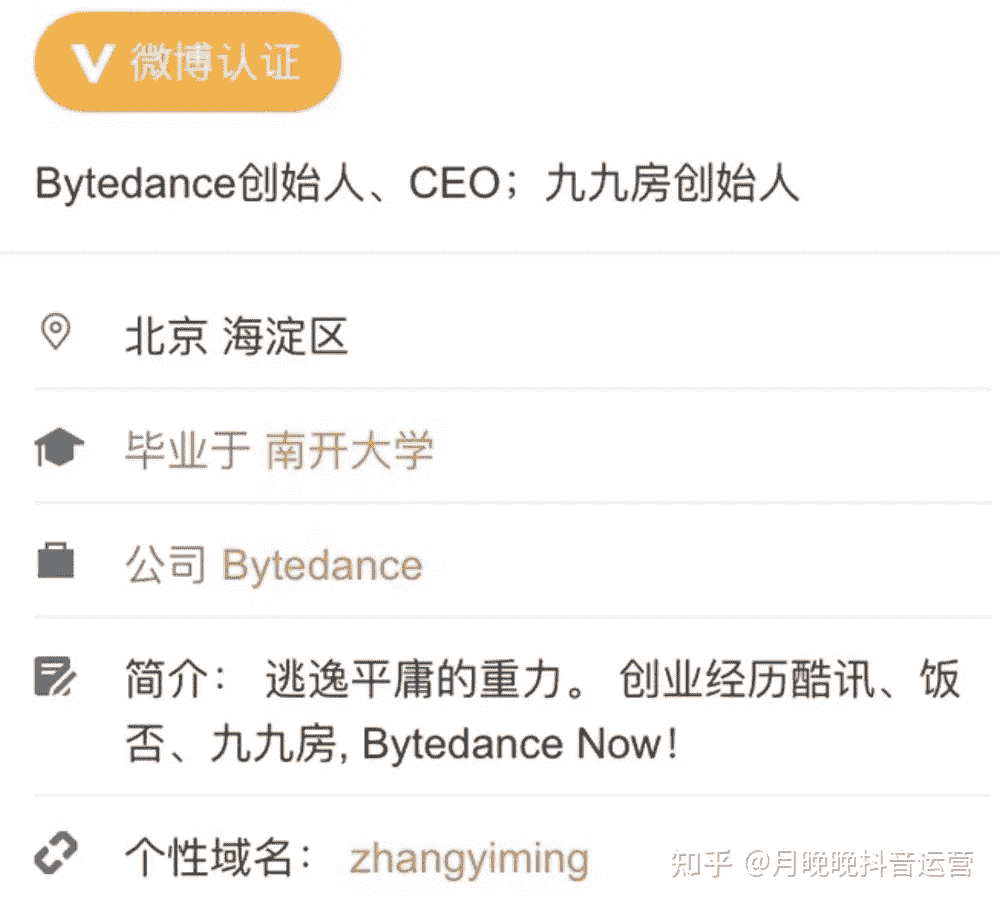 V 微博认证
Bytedance创始人、CEO；九九房创始人
北京 海淀区
毕业于 南开大学
公司 Bytedance
简介： 逃逸平庸的重力。 创业经历酷讯、饭
否、九九房, Bytedance Now！
个性域名： zhangyiming
知乎 @月晚晚抖音运营